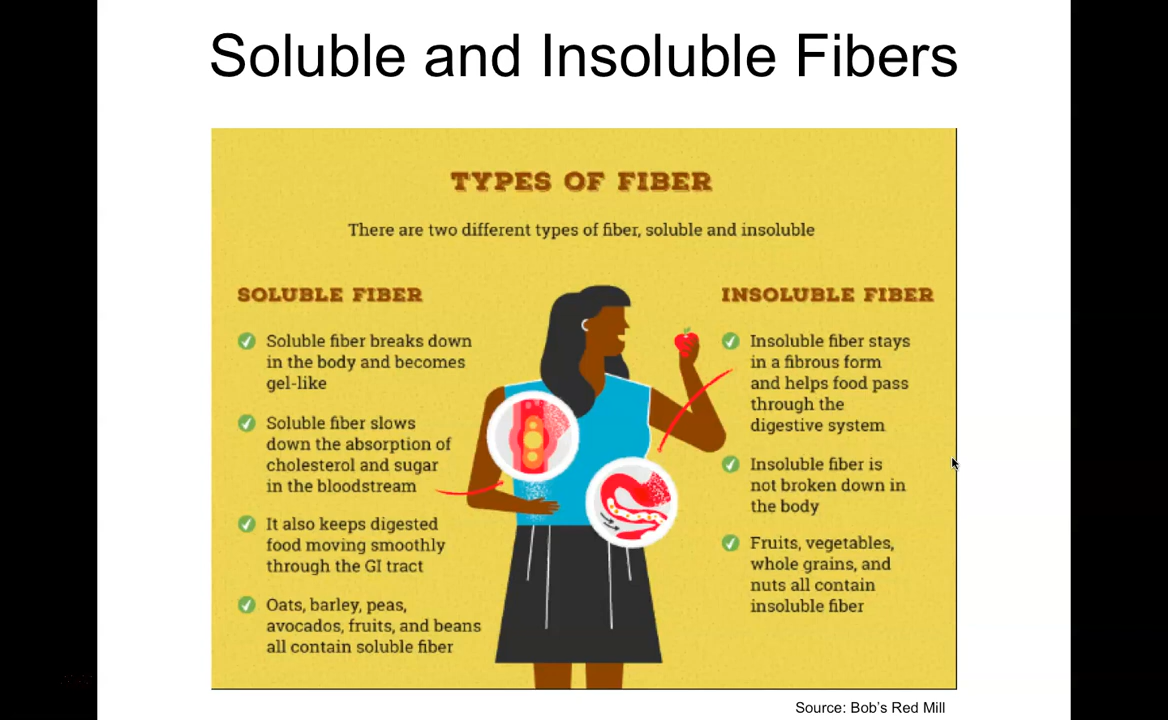 Soluble and Insoluble Fibers
TYPES OF FIBER
There are two different types of fiber, soluble and insoluble
SOLUBLE FIBER
Soluble fiber breaks down
in the body and becomes
gel-like
Soluble fiber slows
down the absorption of
cholesterol and sugar
in the bloodstream
It also keeps digested
food moving smoothly
through the GI tract
Oats, barley, peas,
avocados, fruits, and beans
all contain soluble fiber
INSOLUBLE FIBER
Insoluble fiber stays
in a fibrous form
and helps food pass
through the
digestive system
Insoluble fiber is
not broken down in
the body
Fruits, vegetables,
whole grains, and
nuts all contain
insoluble fiber
Source: Bob's Red Mill